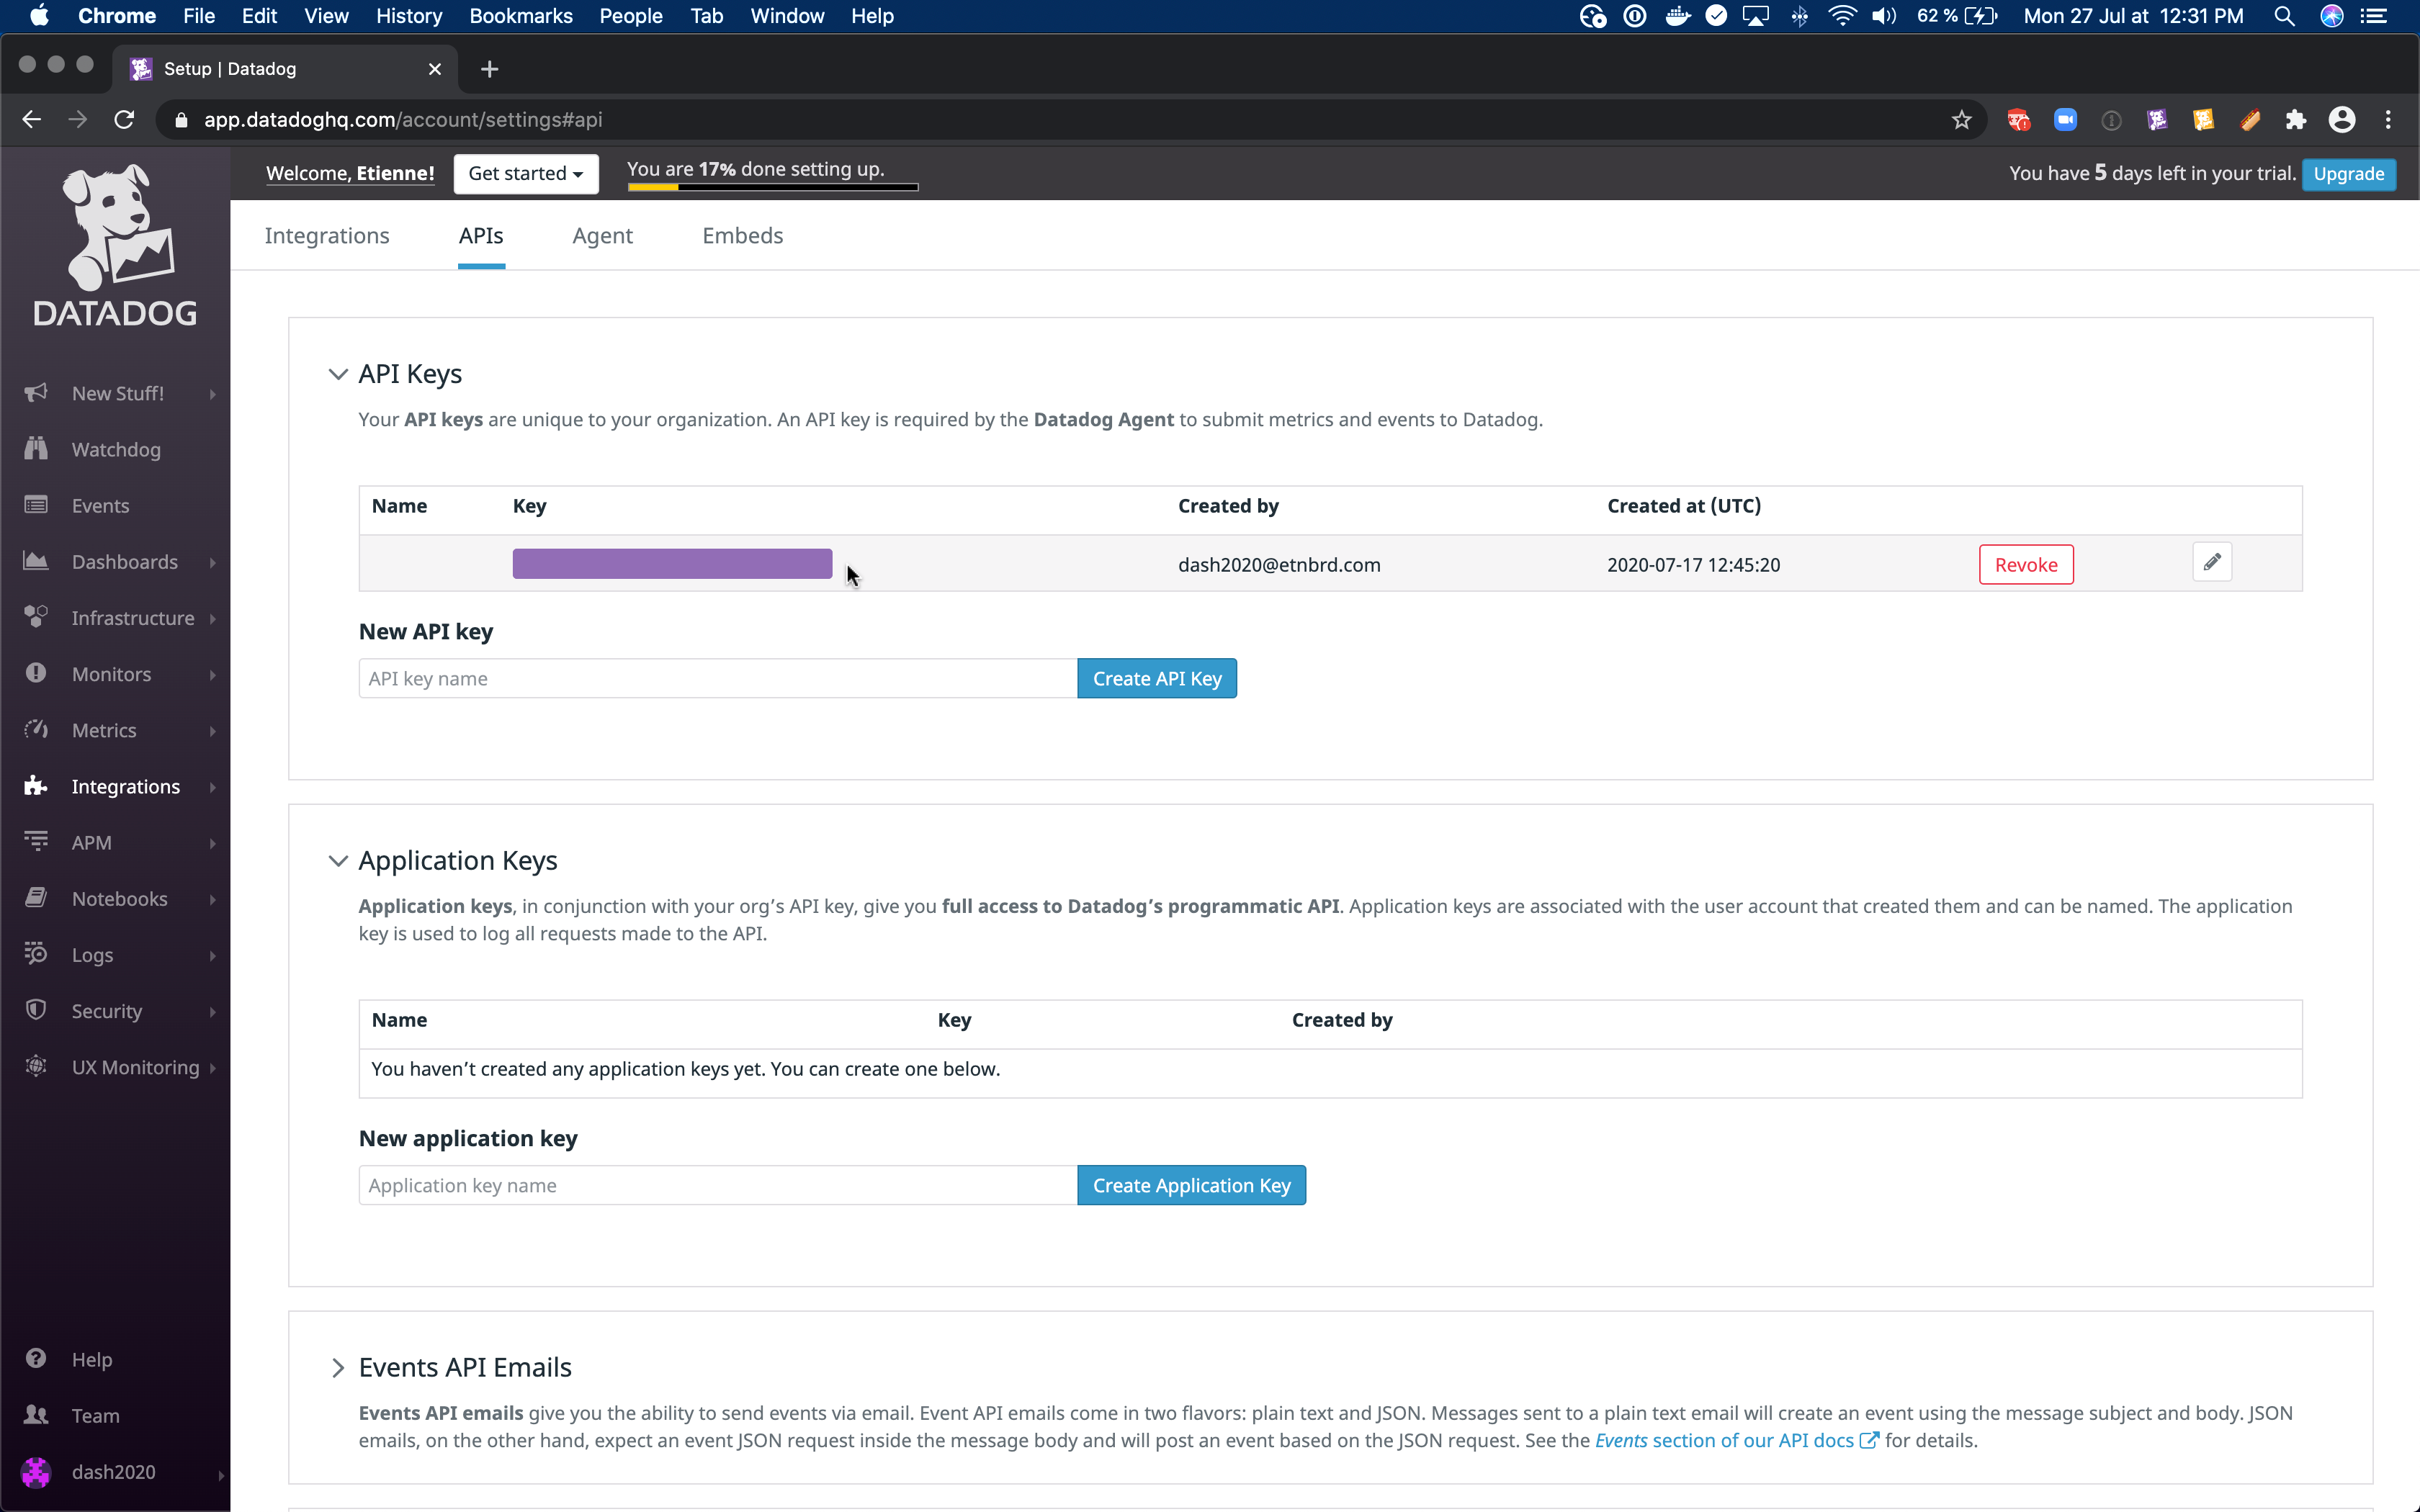 Chrome File Edit View History Bookmarks People Tab Window Help 62 % Mon 27 Jul at 12:31 PM
Setup | Datadog
app.datadoghq.com/account/settings#api
Welcome, Etienne! Get started You are 17% done setting up. You have 5 days left in your trial. Upgrade
DATADOG
New Stuff!
Watchdog
Events
Dashboards
Infrastructure
Monitors
Metrics
Integrations
APM
Notebooks
Logs
Security
UX Monitoring
Help
Team
dash2020
Integrations APIs Agent Embeds
API Keys
Your API keys are unique to your organization. An API key is required by the Datadog Agent to submit metrics and events to Datadog.
Name Key Created by Created at (UTC)
dash2020@etnbrd.com 2020-07-17 12:45:20 Revoke
New API key
API key name Create API Key
Application Keys
Application keys, in conjunction with your org’s API key, give you full access to Datadog’s programmatic API. Application keys are associated with the user account that created them and can be named. The application
key is used to log all requests made to the API.
Name Key Created by
You haven’t created any application keys yet. You can create one below.
New application key
Application key name Create Application Key
Events API Emails
Events API emails give you the ability to send events via email. Event API emails come in two flavors: plain text and JSON. Messages sent to a plain text email will create an event using the message subject and body. JSON
emails, on the other hand, expect an event JSON request inside the message body and will post an event based on the JSON request. See the Events section of our API docs for details.